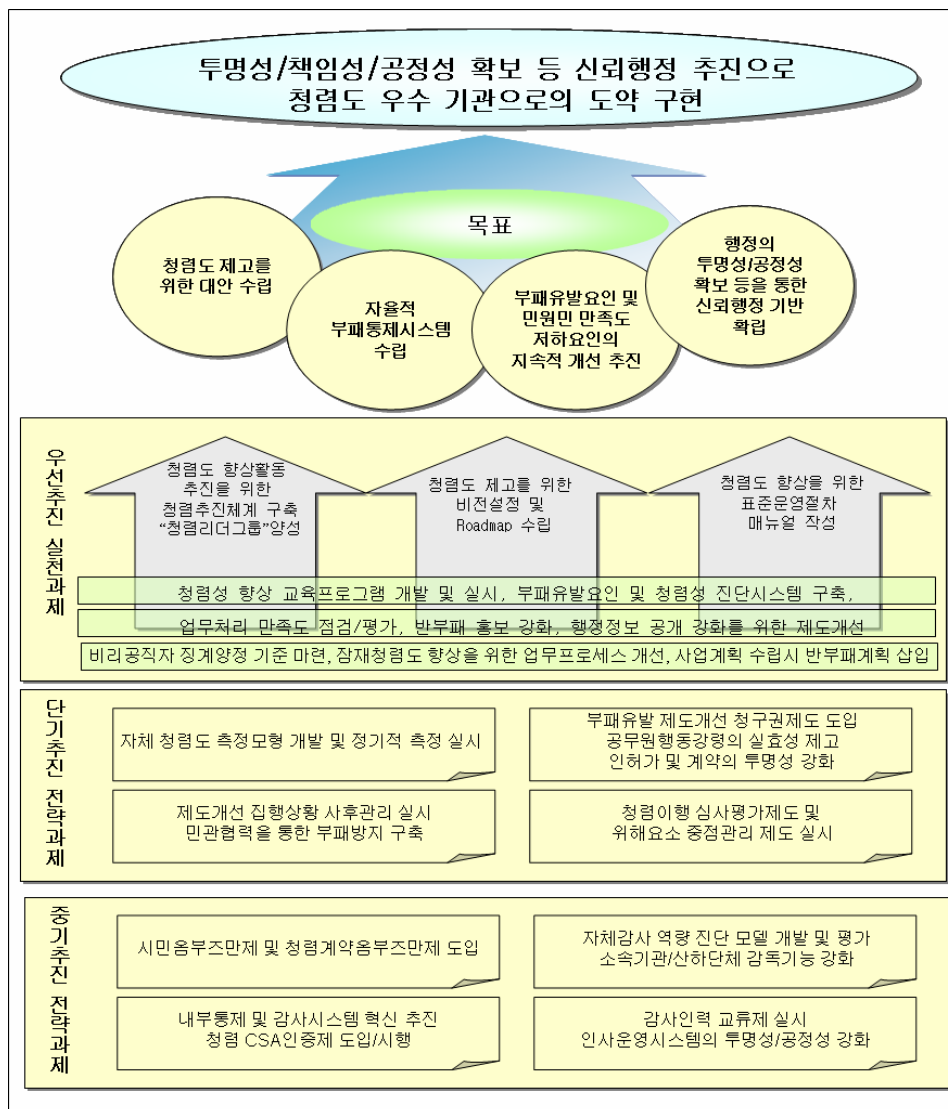 투명성/책임성/공정성 확보 등 신뢰행정 추진으로
청렴도 우수 기관으로의 도약 구현
목표
청렴도 제고를
위한 대안 수립
자율적
부패통제시스템
수립
부패유발요인 및
민원민 만족도
저하요인의
지속적 개선 추진
행정의
투명성/공정성
확보 등을 통한
신뢰행정 기반
확립
우선추진 실천과제
청렴도 향상활동
추진을 위한
청렴추진체계 구축
“청렴리더그룹”양성
청렴도 제고를 위한
비전설정 및
Roadmap 수립
청렴도 향상을 위한
표준운영절차
매뉴얼 작성
청렴성 향상 교육프로그램 개발 및 실시, 부패유발요인 및 청렴성 진단시스템 구축,
업무처리 만족도 점검/평가, 반부패 홍보 강화, 행정정보 공개 강화를 위한 제도개선
비리공직자 징계양정 기준 마련, 잠재청렴도 향상을 위한 업무프로세스 개선, 사업계획 수립시 반부패계획 삽입
단기추진 전략과제
자체 청렴도 측정모형 개발 및 정기적 측정 실시
부패유발 제도개선 청구권제도 도입
공무원행동강령의 실효성 제고
인허가 및 계약의 투명성 강화
제도개선 집행상황 사후관리 실시
민관협력을 통한 부패방지 구축
청렴이행 심사평가제도 및
위해요소 중점관리 제도 실시
중기추진 전략과제
시민옴부즈만제 및 청렴계약옴부즈만제 도입
자체감사 역량 진단 모델 개발 및 평가
소속기관/산하단체 감독기능 강화
내부통제 및 감사시스템 혁신 추진
청렴 CSA인증제 도입/시행
감사인력 교류제 실시
인사운영시스템의 투명성/공정성 강화